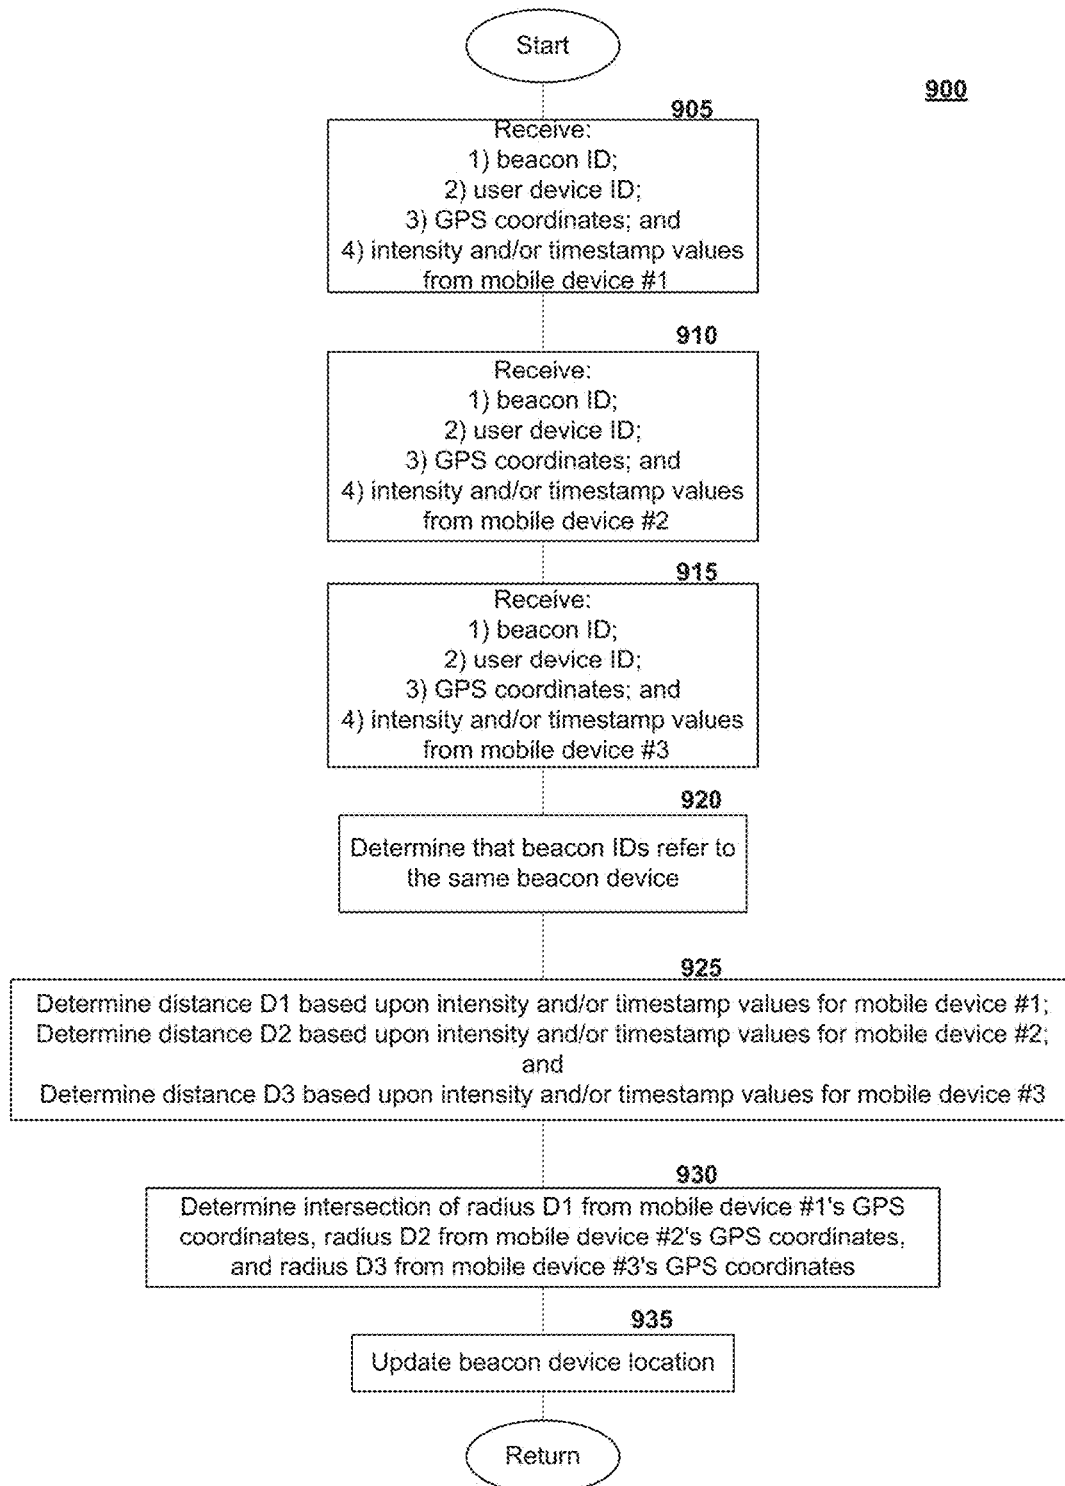 Start
900
905
Receive:
1) beacon ID;
2) user device ID;
3) GPS coordinates; and
4) intensity and/or timestamp values
from mobile device #1
910
Receive:
1) beacon ID;
2) user device ID;
3) GPS coordinates; and
4) intensity and/or timestamp values
from mobile device #2
915
Receive:
1) beacon ID;
2) user device ID;
3) GPS coordinates; and
4) intensity and/or timestamp values
from mobile device #3
920
Determine that beacon IDs refer to
the same beacon device
925
Determine distance D1 based upon intensity and/or timestamp values for mobile device #1;
Determine distance D2 based upon intensity and/or timestamp values for mobile device #2;
and
Determine distance D3 based upon intensity and/or timestamp values for mobile device #3
930
Determine intersection of radius D1 from mobile device #1's GPS
coordinates, radius D2 from mobile device #2's GPS coordinates,
and radius D3 from mobile device #3's GPS coordinates
935
Update beacon device location
Return